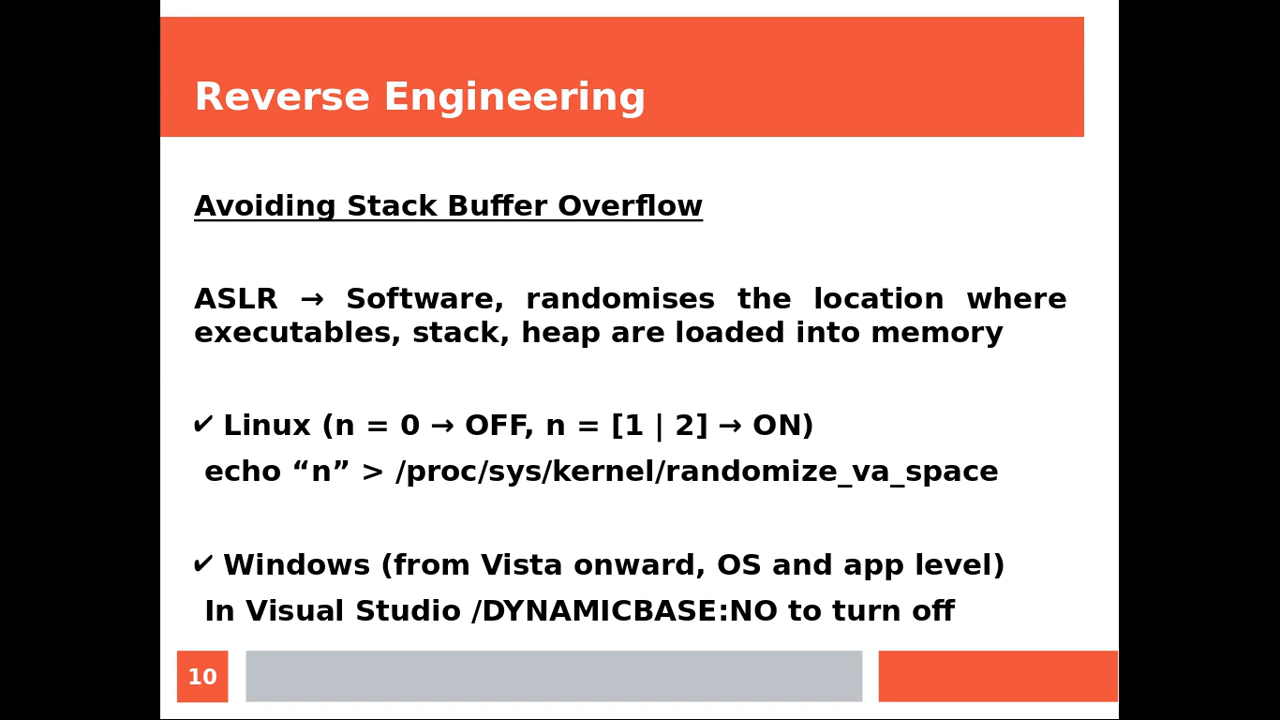 Reverse Engineering
Avoiding Stack Buffer Overflow
ASLR → Software, randomises the location where
executables, stack, heap are loaded into memory
✔ Linux (n = 0 → OFF, n = [1 | 2] → ON)
echo “n” > /proc/sys/kernel/randomize_va_space
✔ Windows (from Vista onward, OS and app level)
In Visual Studio /DYNAMICBASE:NO to turn off
10